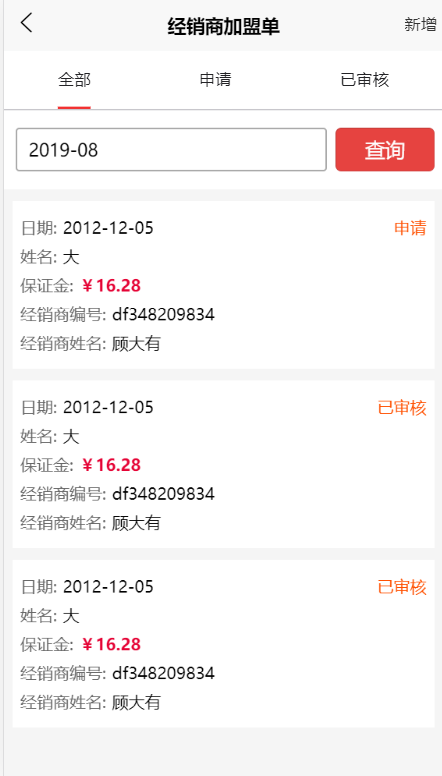 经销商加盟单 新增
全部 申请 已审核
2019-08 查询
日期: 2012-12-05 申请
姓名: 大
保证金: ¥16.28
经销商编号: df348209834
经销商姓名: 顾大有
日期: 2012-12-05 已审核
姓名: 大
保证金: ¥16.28
经销商编号: df348209834
经销商姓名: 顾大有
日期: 2012-12-05 已审核
姓名: 大
保证金: ¥16.28
经销商编号: df348209834
经销商姓名: 顾大有